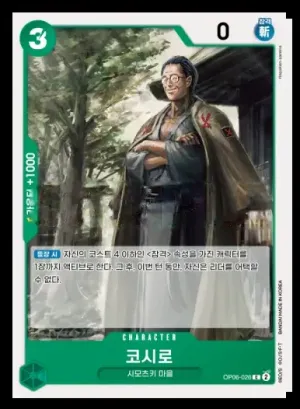 3
0
참격
斬
카운터 +1000
등장 시 자신의 코스트 4 이하인 <참격> 속성을 가진 캐릭터를
1장까지 액티브로 한다. 그 후, 이번 턴 동안, 자신은 리더를 어택할
수 없다.
CHARACTER
코시로
시모츠키 마을
OP06-028 C 2